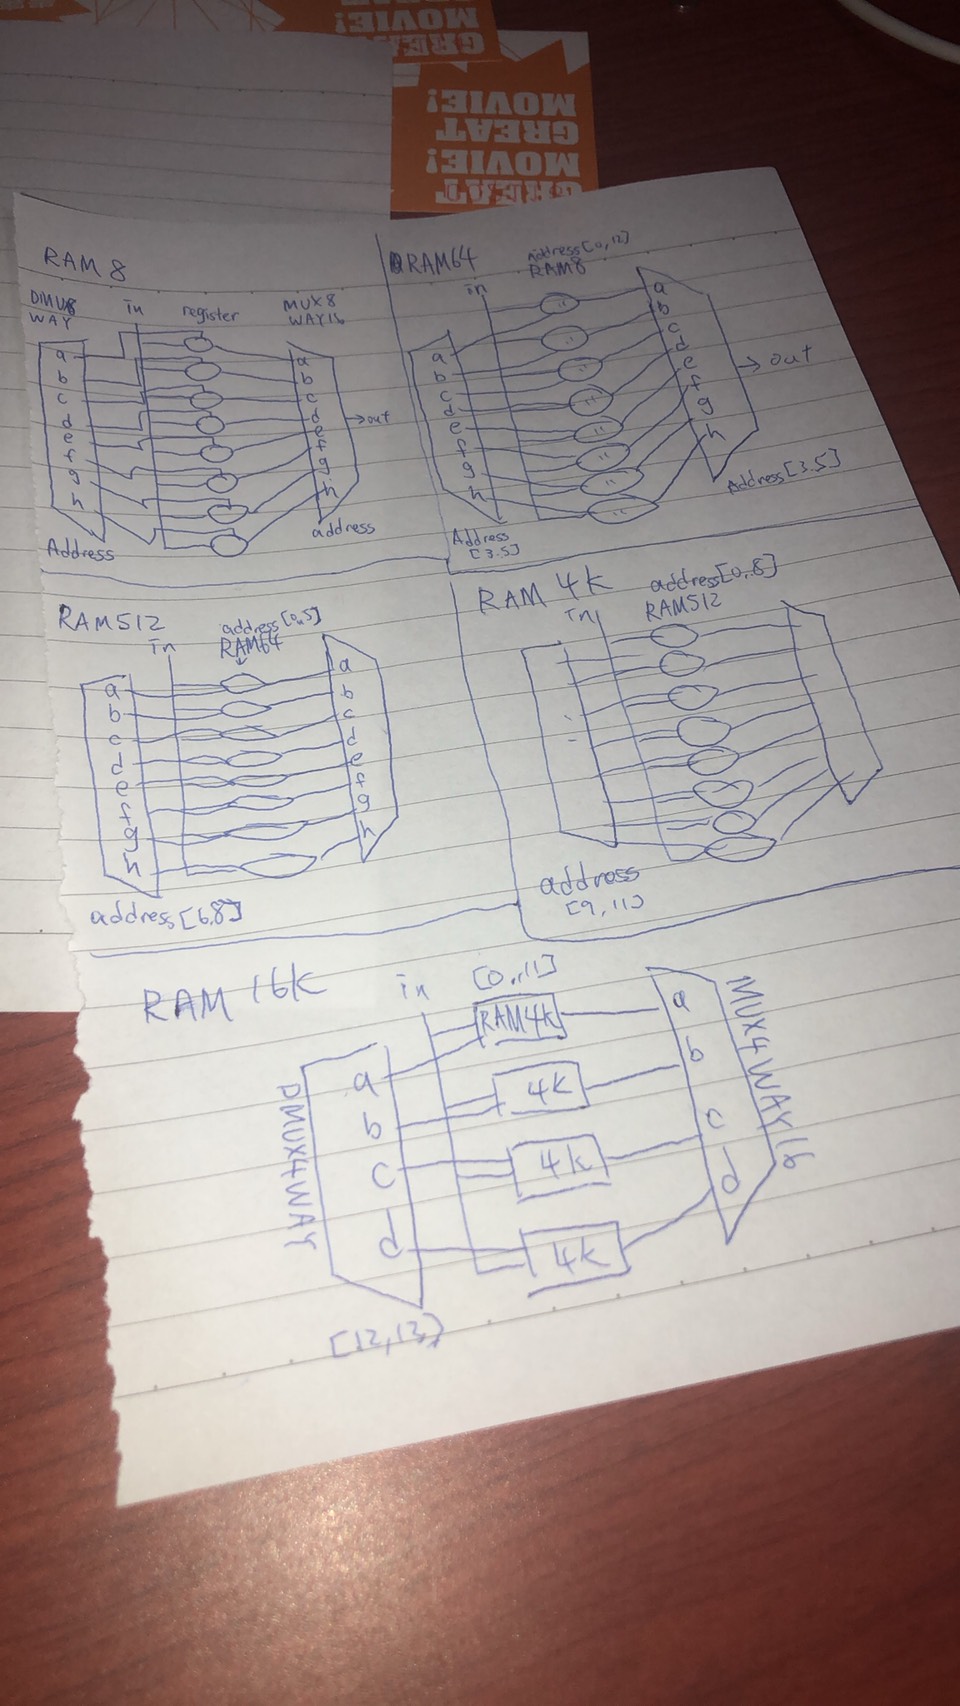 GREAT
MOVIE!
GREAT
MOVIE!
GREAT
MOVIE!
RAM 8
DMUX8
WAY
in
register
MUX8
WAY16
a
b
c
d
e
f
g
h
a
b
c
d
e
f
g
h
→out
Address
address
RAM64
address[0,12]
RAM8
in
a
b
c
d
e
f
g
h
a
b
c
d
e
f
g
h
→ out
Address
[3.5]
Address[3.5]
RAM512
in
address[0,5]
RAM64
a
b
c
d
e
f
g
h
a
b
c
d
e
f
g
h
address[6,8]
RAM 4K
in
address[0,.8]
RAM512
address
[9,11]
RAM 16K
in
[0,.11]
DMUX4WAY
a
b
c
d
RAM4K
4K
4K
4K
a
b
c
d
MUX4WAY16
[12,13]